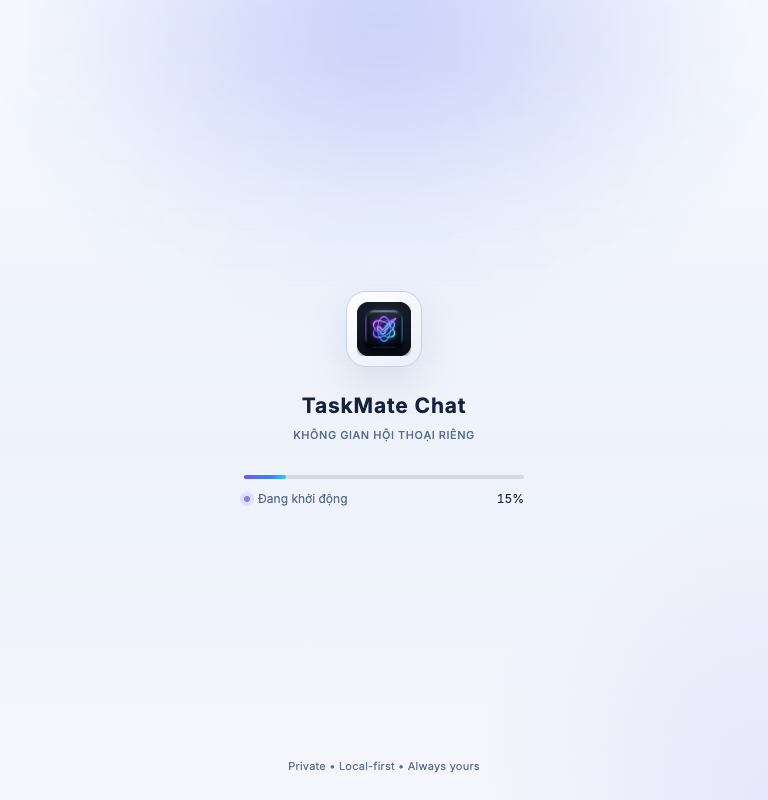 TaskMate Chat
KHÔNG GIAN HỘI THOẠI RIÊNG
Đang khởi động
15%
Private • Local-first • Always yours